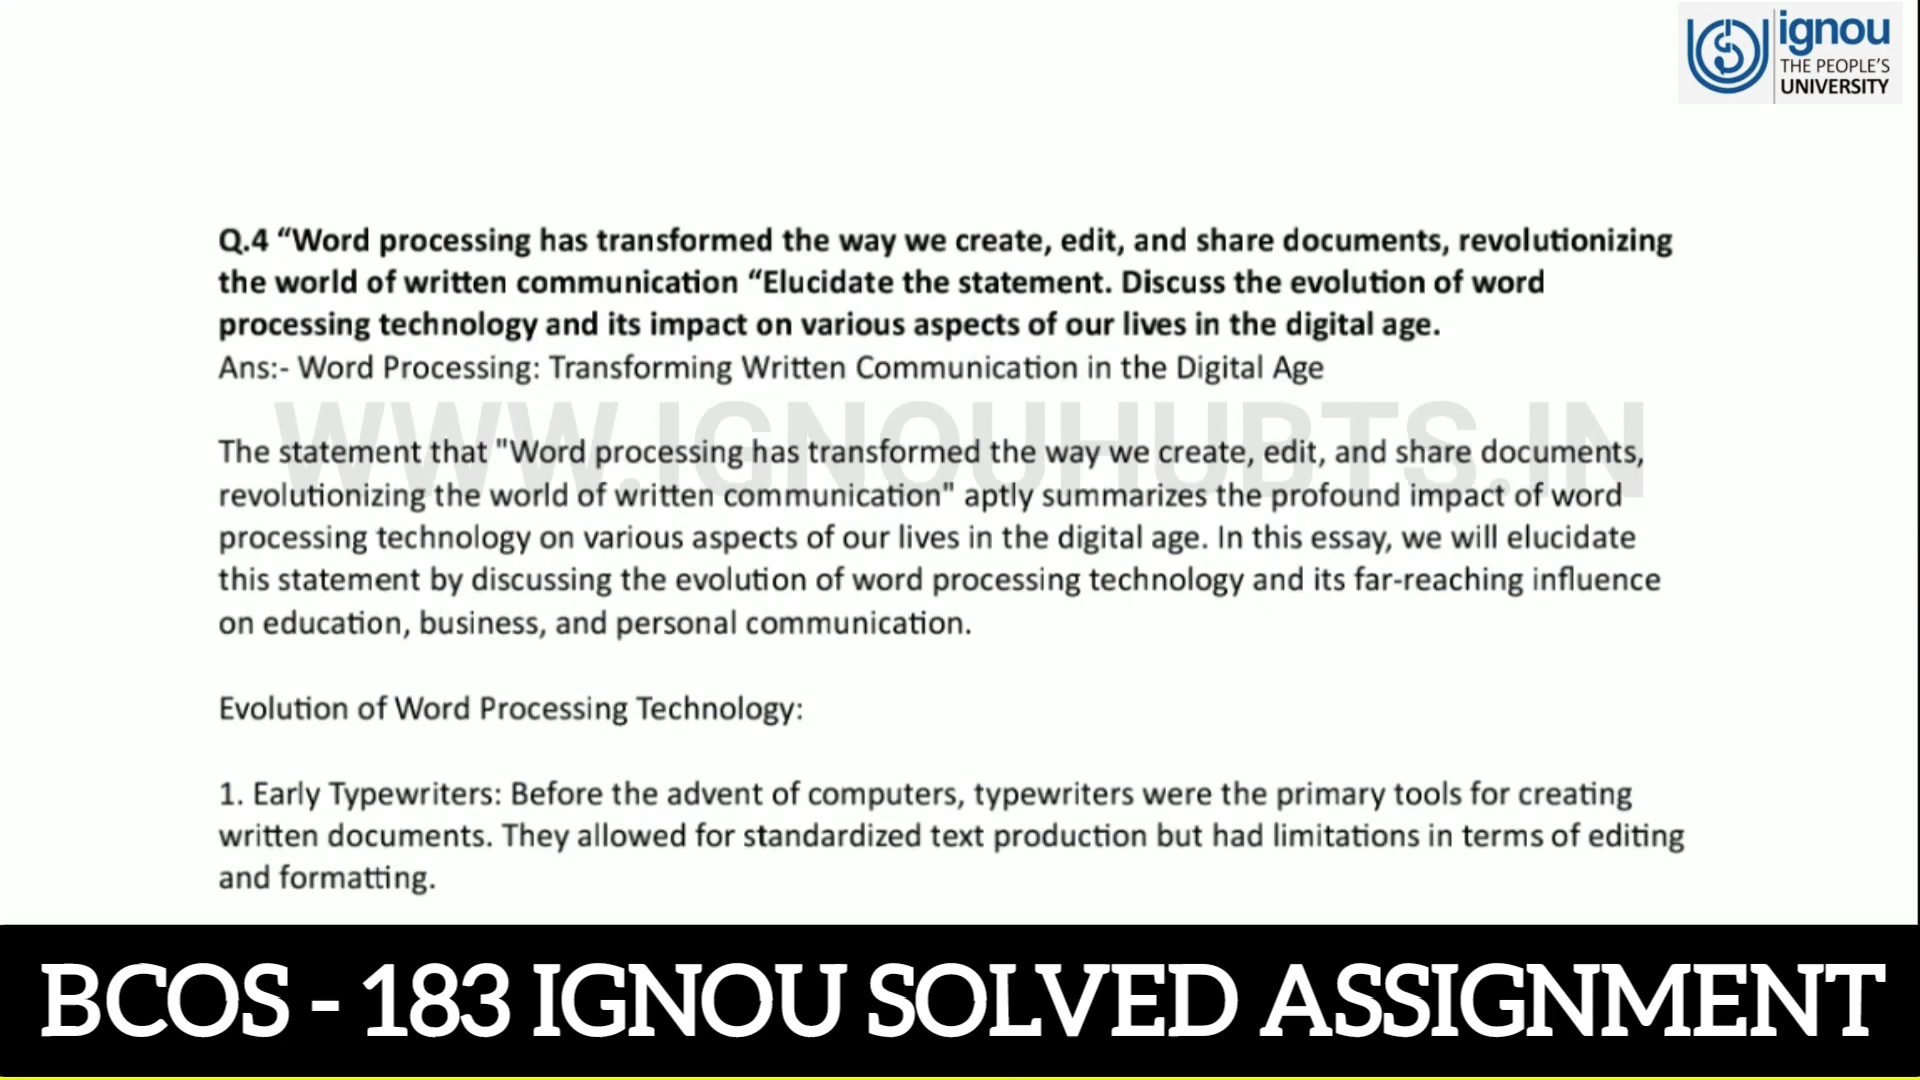 ignou
THE PEOPLE'S
UNIVERSITY
Q.4 “Word processing has transformed the way we create, edit, and share documents, revolutionizing
the world of written communication “Elucidate the statement. Discuss the evolution of word
processing technology and its impact on various aspects of our lives in the digital age.
Ans:- Word Processing: Transforming Written Communication in the Digital Age
WWW.IGNOUHUBTS.IN
The statement that "Word processing has transformed the way we create, edit, and share documents,
revolutionizing the world of written communication" aptly summarizes the profound impact of word
processing technology on various aspects of our lives in the digital age. In this essay, we will elucidate
this statement by discussing the evolution of word processing technology and its far-reaching influence
on education, business, and personal communication.
Evolution of Word Processing Technology:
1. Early Typewriters: Before the advent of computers, typewriters were the primary tools for creating
written documents. They allowed for standardized text production but had limitations in terms of editing
and formatting.
BCOS - 183 IGNOU SOLVED ASSIGNMENT